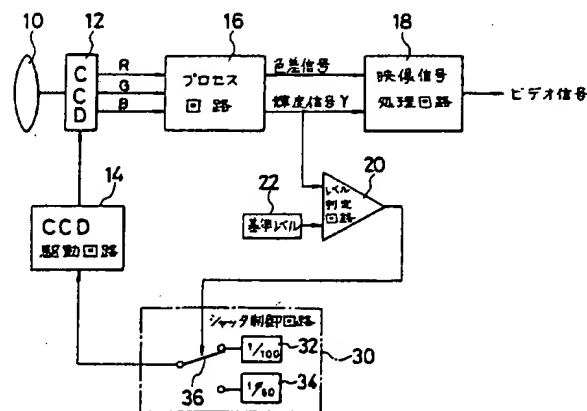 10
12
16
18
C
C
D
R
G
B
プロセス
回路
色差信号
輝度信号Y
映像信号
処理回路
ビデオ信号
14
CCD
駆動回路
22
基準レベル
20
レベル
判定
回路
シャッタ制御回路
1/100
32
30
36
1/60
34